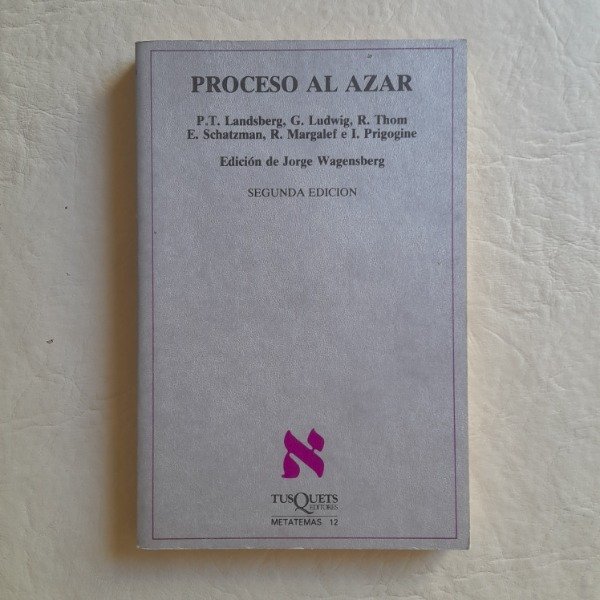 PROCESO AL AZAR
P.T. Landsberg, G. Ludwig, R. Thom
E. Schatzman, R. Margalef e I. Prigogine
Edición de Jorge Wagensberg
SEGUNDA EDICION
א
TUSQUETS
EDITORES
METATEMAS 12